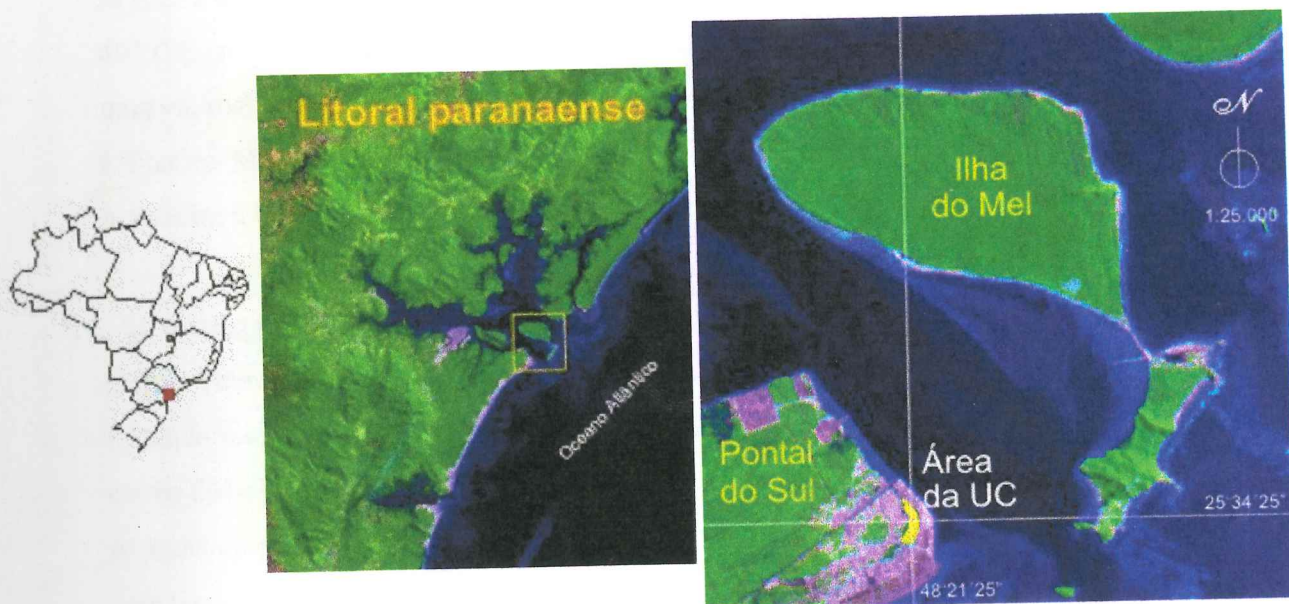 Litoral paranaense
Oceano Atlântico
N
1:25.000
Ilha
do Mel
Pontal
do Sul
Área
da UC
25°34´25"
48°21´25"